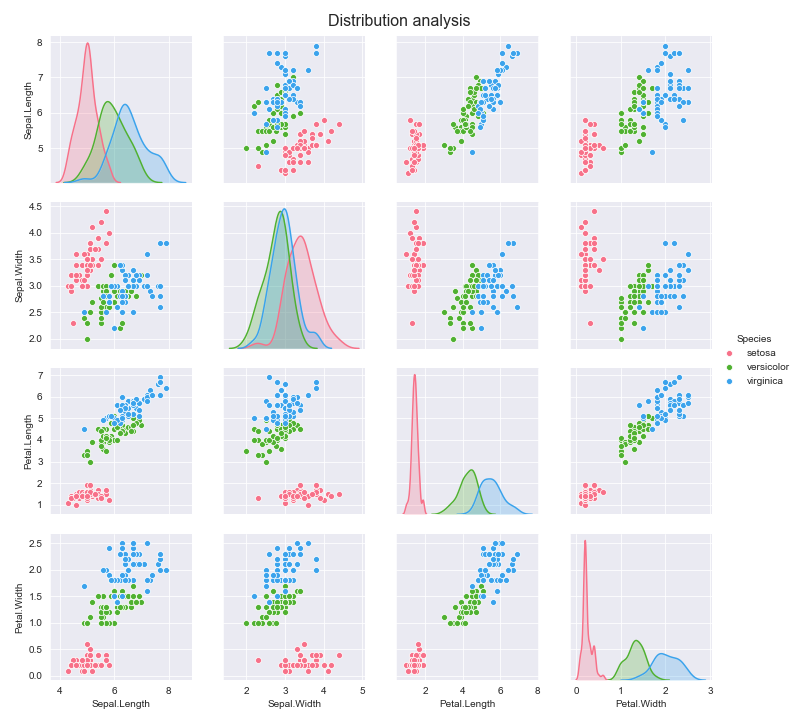 Distribution analysis
8
7
6
5
Sepal.Length
4.5
4.0
3.5
3.0
2.5
2.0
Sepal.Width
Species
setosa
versicolor
virginica
7
6
5
4
3
2
1
Petal.Length
2.5
2.0
1.5
1.0
0.5
0.0
Petal.Width
4 6 8
Sepal.Length
2 3 4 5
Sepal.Width
2 4 6 8
Petal.Length
0 1 2 3
Petal.Width